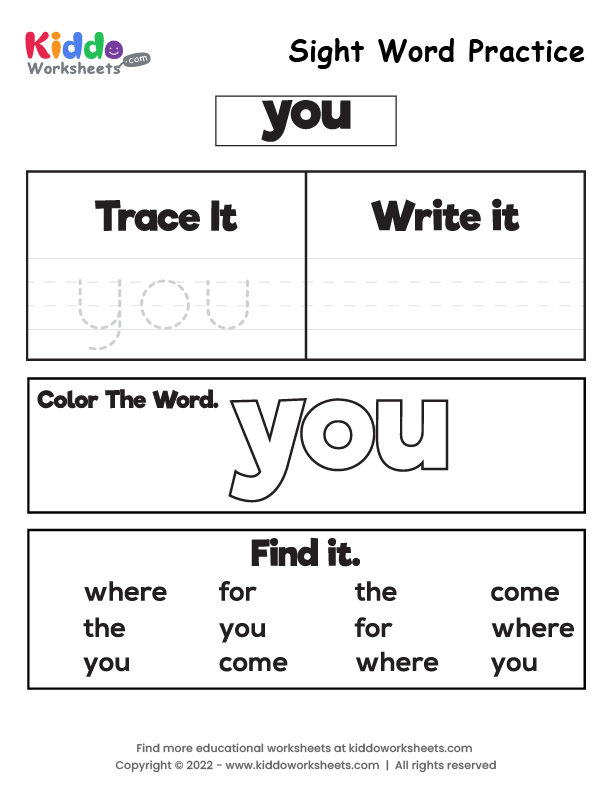 Kiddo
Worksheets .com
Sight Word Practice
you
Trace It
Write it
you
Color The Word.
you
Find it.
where for the come
the you for where
you come where you
Find more educational worksheets at kiddoworksheets.com
Copyright © 2022 - www.kiddoworksheets.com | All rights reserved